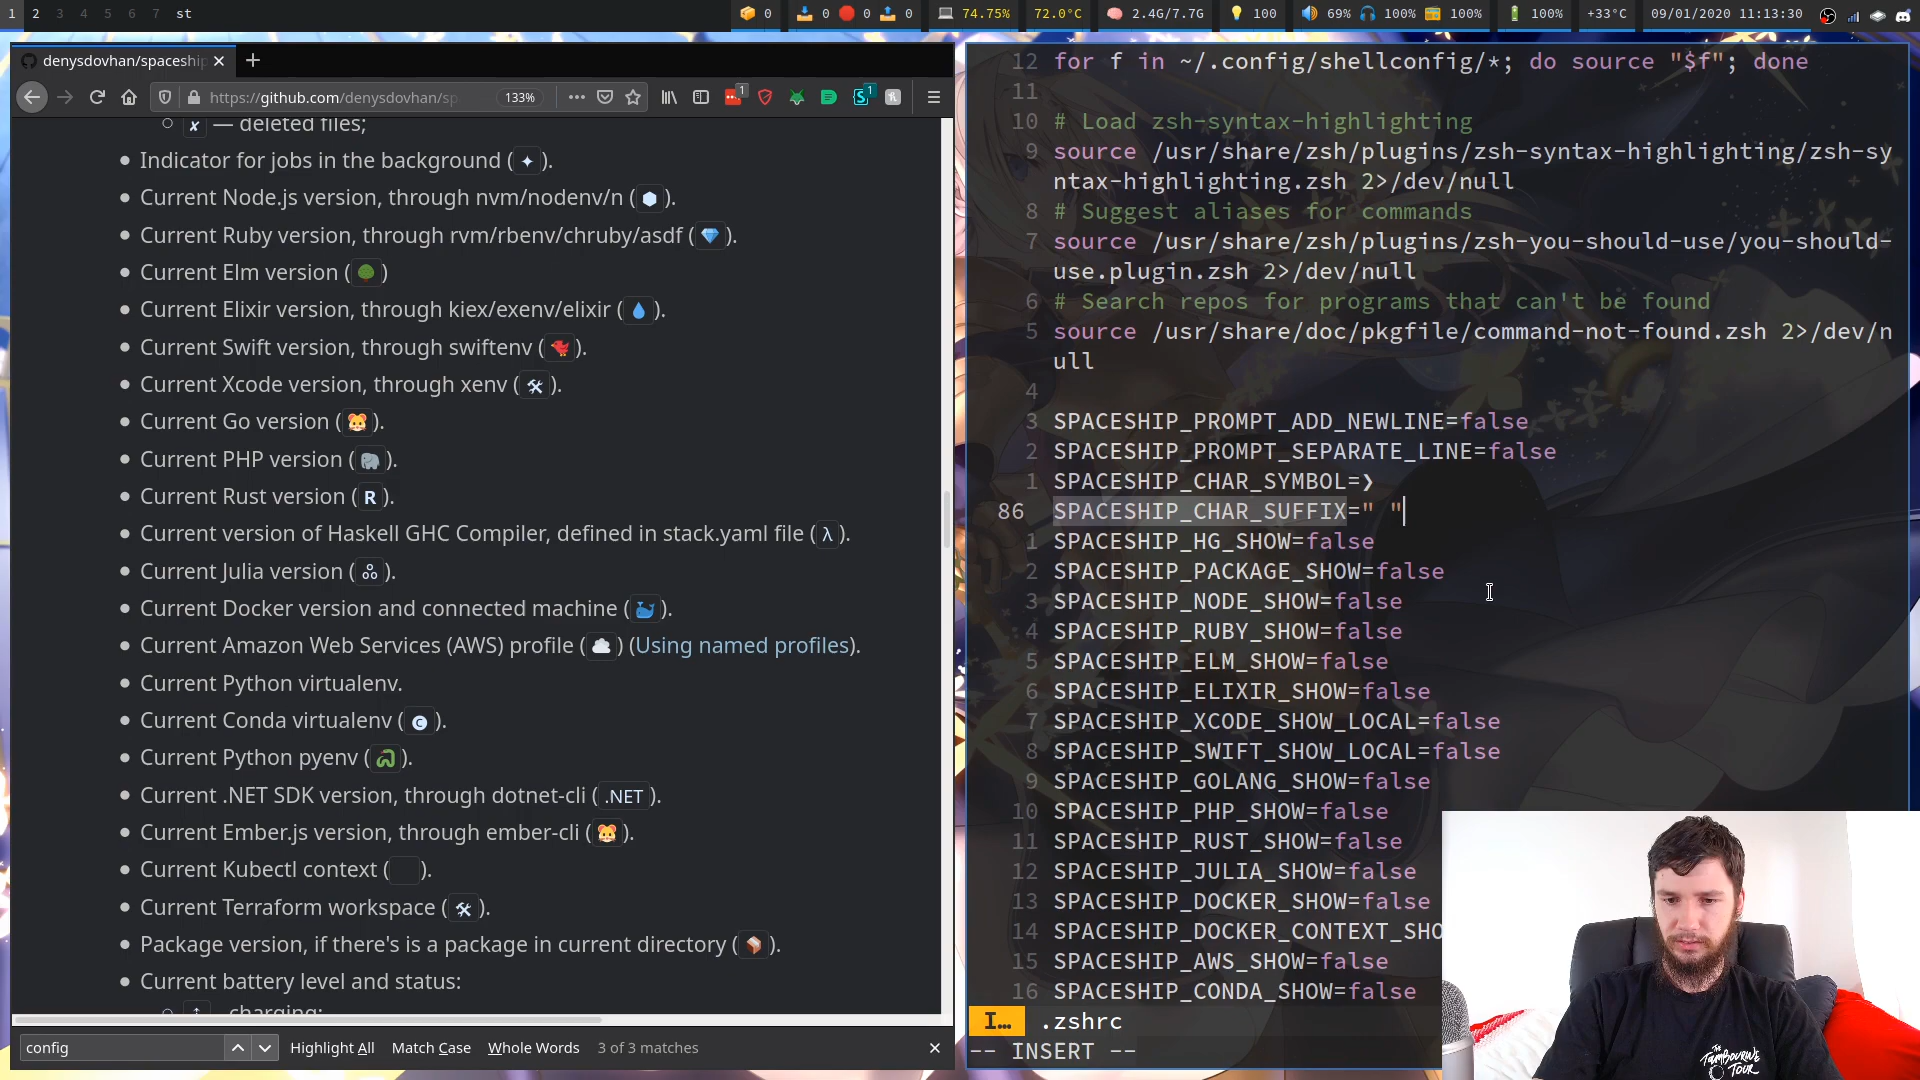 1 2 3 4 5 6 7 st
0 0 0 0 74.75% 72.0°C 2.4G/7.7G 100 69% 100% 100% 100% +33°C 09/01/2020 11:13:30
denysdovhan/spaceship
https://github.com/denysdovhan/sp 133%
1 1
x — deleted files;
Indicator for jobs in the background (✦).
Current Node.js version, through nvm/nodenv/n (⬢).
Current Ruby version, through rvm/rbenv/chruby/asdf (💎).
Current Elm version (🌳)
Current Elixir version, through kiex/exenv/elixir (💧).
Current Swift version, through swiftenv (🐦).
Current Xcode version, through xenv (🛠).
Current Go version (🐹).
Current PHP version (🐘).
Current Rust version (R).
Current version of Haskell GHC Compiler, defined in stack.yaml file (λ).
Current Julia version (ஃ).
Current Docker version and connected machine (🐳).
Current Amazon Web Services (AWS) profile (☁) (Using named profiles).
Current Python virtualenv.
Current Conda virtualenv (🅒).
Current Python pyenv (🐍).
Current .NET SDK version, through dotnet-cli (.NET).
Current Ember.js version, through ember-cli (🐹).
Current Kubectl context ( ).
Current Terraform workspace (🛠).
Package version, if there's is a package in current directory (📦).
Current battery level and status:
- charging;
config Highlight All Match Case Whole Words 3 of 3 matches
12 for f in ~/.config/shellconfig/*; do source "$f"; done
11
10 # Load zsh-syntax-highlighting
9 source /usr/share/zsh/plugins/zsh-syntax-highlighting/zsh-sy
ntax-highlighting.zsh 2>/dev/null
8 # Suggest aliases for commands
7 source /usr/share/zsh/plugins/zsh-you-should-use/you-should-
use.plugin.zsh 2>/dev/null
6 # Search repos for programs that can't be found
5 source /usr/share/doc/pkgfile/command-not-found.zsh 2>/dev/n
ull
4
3 SPACESHIP_PROMPT_ADD_NEWLINE=false
2 SPACESHIP_PROMPT_SEPARATE_LINE=false
1 SPACESHIP_CHAR_SYMBOL=❯
86 SPACESHIP_CHAR_SUFFIX=" "
1 SPACESHIP_HG_SHOW=false
2 SPACESHIP_PACKAGE_SHOW=false
3 SPACESHIP_NODE_SHOW=false
4 SPACESHIP_RUBY_SHOW=false
5 SPACESHIP_ELM_SHOW=false
6 SPACESHIP_ELIXIR_SHOW=false
7 SPACESHIP_XCODE_SHOW_LOCAL=false
8 SPACESHIP_SWIFT_SHOW_LOCAL=false
9 SPACESHIP_GOLANG_SHOW=false
10 SPACESHIP_PHP_SHOW=false
11 SPACESHIP_RUST_SHOW=false
12 SPACESHIP_JULIA_SHOW=false
13 SPACESHIP_DOCKER_SHOW=false
14 SPACESHIP_DOCKER_CONTEXT_SHO
15 SPACESHIP_AWS_SHOW=false
16 SPACESHIP_CONDA_SHOW=false
I… .zshrc
-- INSERT --
THE
TAMBOURINE
TOUR